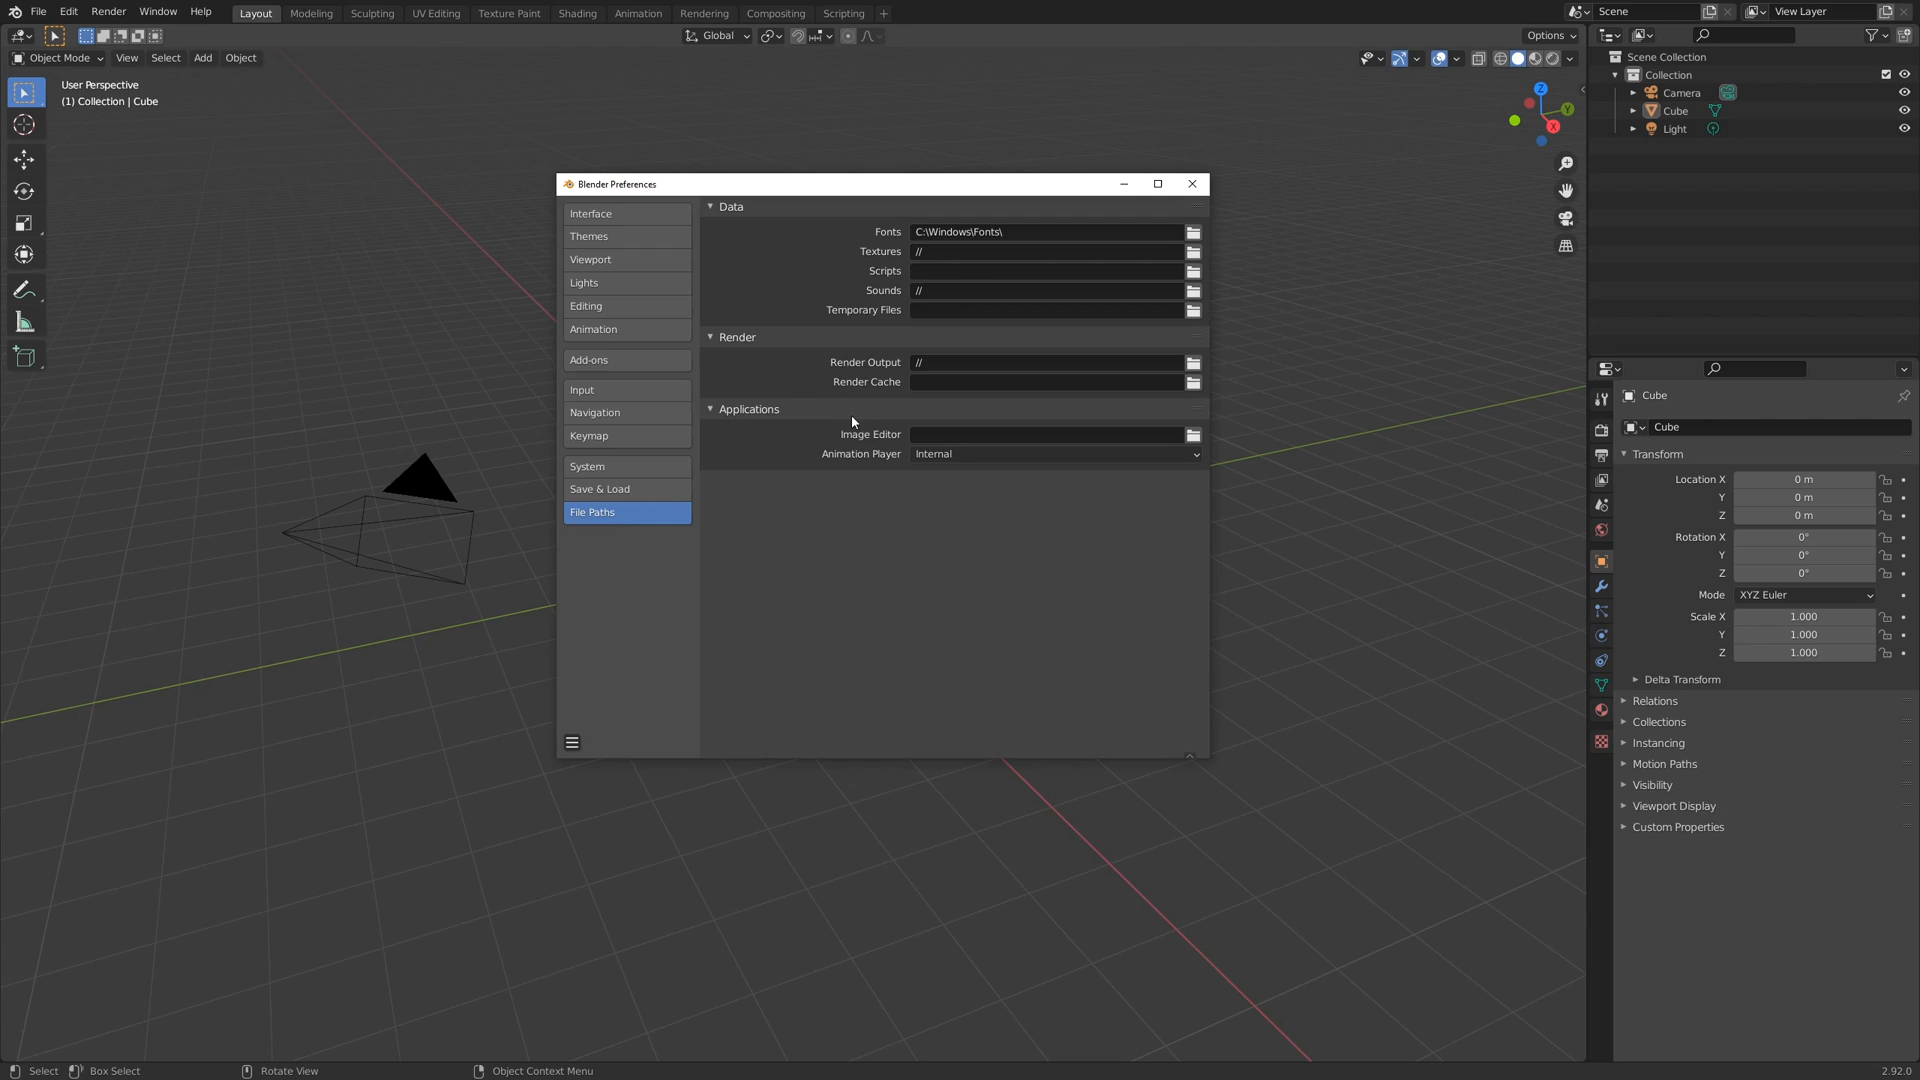 File Edit Render Window Help Layout Modeling Sculpting UV Editing Texture Paint Shading Animation Rendering Compositing Scripting + Scene View Layer
Global Options
Object Mode View Select Add Object
User Perspective
(1) Collection | Cube
Z
Y
X
Scene Collection
Collection
Camera
Cube
Light
Blender Preferences
Interface
Themes
Viewport
Lights
Editing
Animation
Add-ons
Input
Navigation
Keymap
System
Save & Load
File Paths
Data
Fonts C:\Windows\Fonts\
Textures //
Scripts
Sounds //
Temporary Files
Render
Render Output //
Render Cache
Applications
Image Editor
Animation Player Internal
Cube
Cube
Transform
Location X 0 m
Y 0 m
Z 0 m
Rotation X 0°
Y 0°
Z 0°
Mode XYZ Euler
Scale X 1.000
Y 1.000
Z 1.000
Delta Transform
Relations
Collections
Instancing
Motion Paths
Visibility
Viewport Display
Custom Properties
Select Box Select Rotate View Object Context Menu 2.92.0